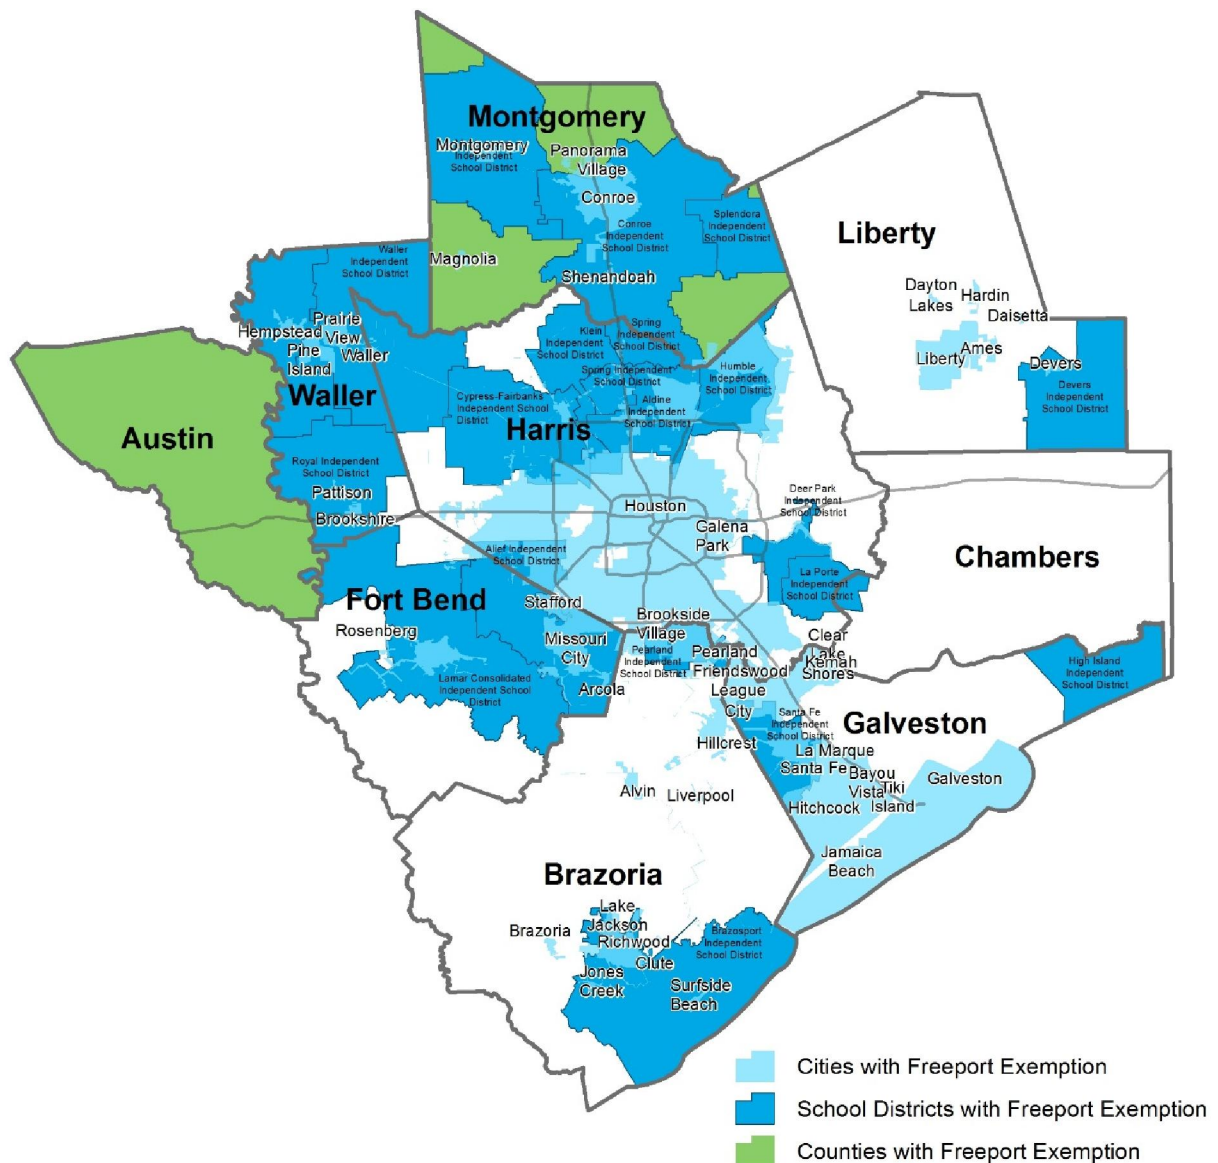 Montgomery
Montgomery
Independent
School District
Panorama
Village
Conroe
Conroe
Independent
School District
Splendora
Independent
School District
Liberty
Waller
Independent
School District
Magnolia
Shenandoah
Dayton
Lakes
Hardin
Daisetta
Hempstead
Prairie
View
Pine
Island
Waller
Klein
Independent
School District
Spring
Independent
School District
Spring Independent
School District
Humble
Independent
School District
Liberty
Ames
Devers
Devers
Independent
School District
Waller
Cypress-Fairbanks
Independent School
District
Aldine
Independent
School District
Austin
Harris
Royal Independent
School District
Pattison
Brookshire
Houston
Galena
Park
Deer Park
Independent
School District
Chambers
Alief Independent
School District
La Porte
Independent
School District
Fort Bend
Stafford
Rosenberg
Missouri
City
Brookside
Village
Pearland
Independent
School District
Pearland
Friendswood
Clear
Lake
Shores
Kemah
High Island
Independent
School District
Lamar Consolidated
Independent School
District
Arcola
League
City
Santa Fe
Independent
School District
Galveston
Hillcrest
La Marque
Santa Fe
Bayou
Vista
Tiki
Island
Galveston
Alvin
Liverpool
Hitchcock
Jamaica
Beach
Brazoria
Lake
Jackson
Brazoria
Richwood
Brazosport
Independent
School District
Clute
Jones
Creek
Surfside
Beach
Cities with Freeport Exemption
School Districts with Freeport Exemption
Counties with Freeport Exemption